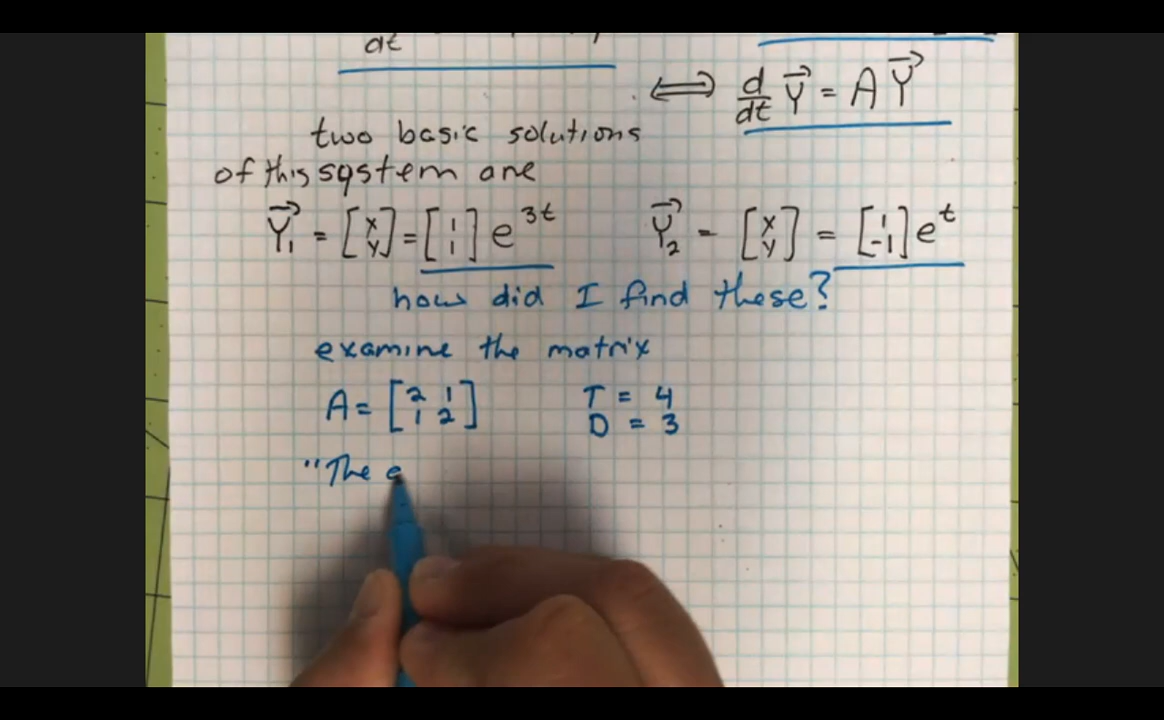 dt
⟺ d/dt Y⃗ = A Y⃗
two basic solutions
of this system are
Y⃗₁ = [x y] = [1 1] e^3t Y⃗₂ = [x y] = [1 -1] e^t
how did I find these?
examine the matrix
A = [2 1 1 2] T = 4
D = 3
"The e